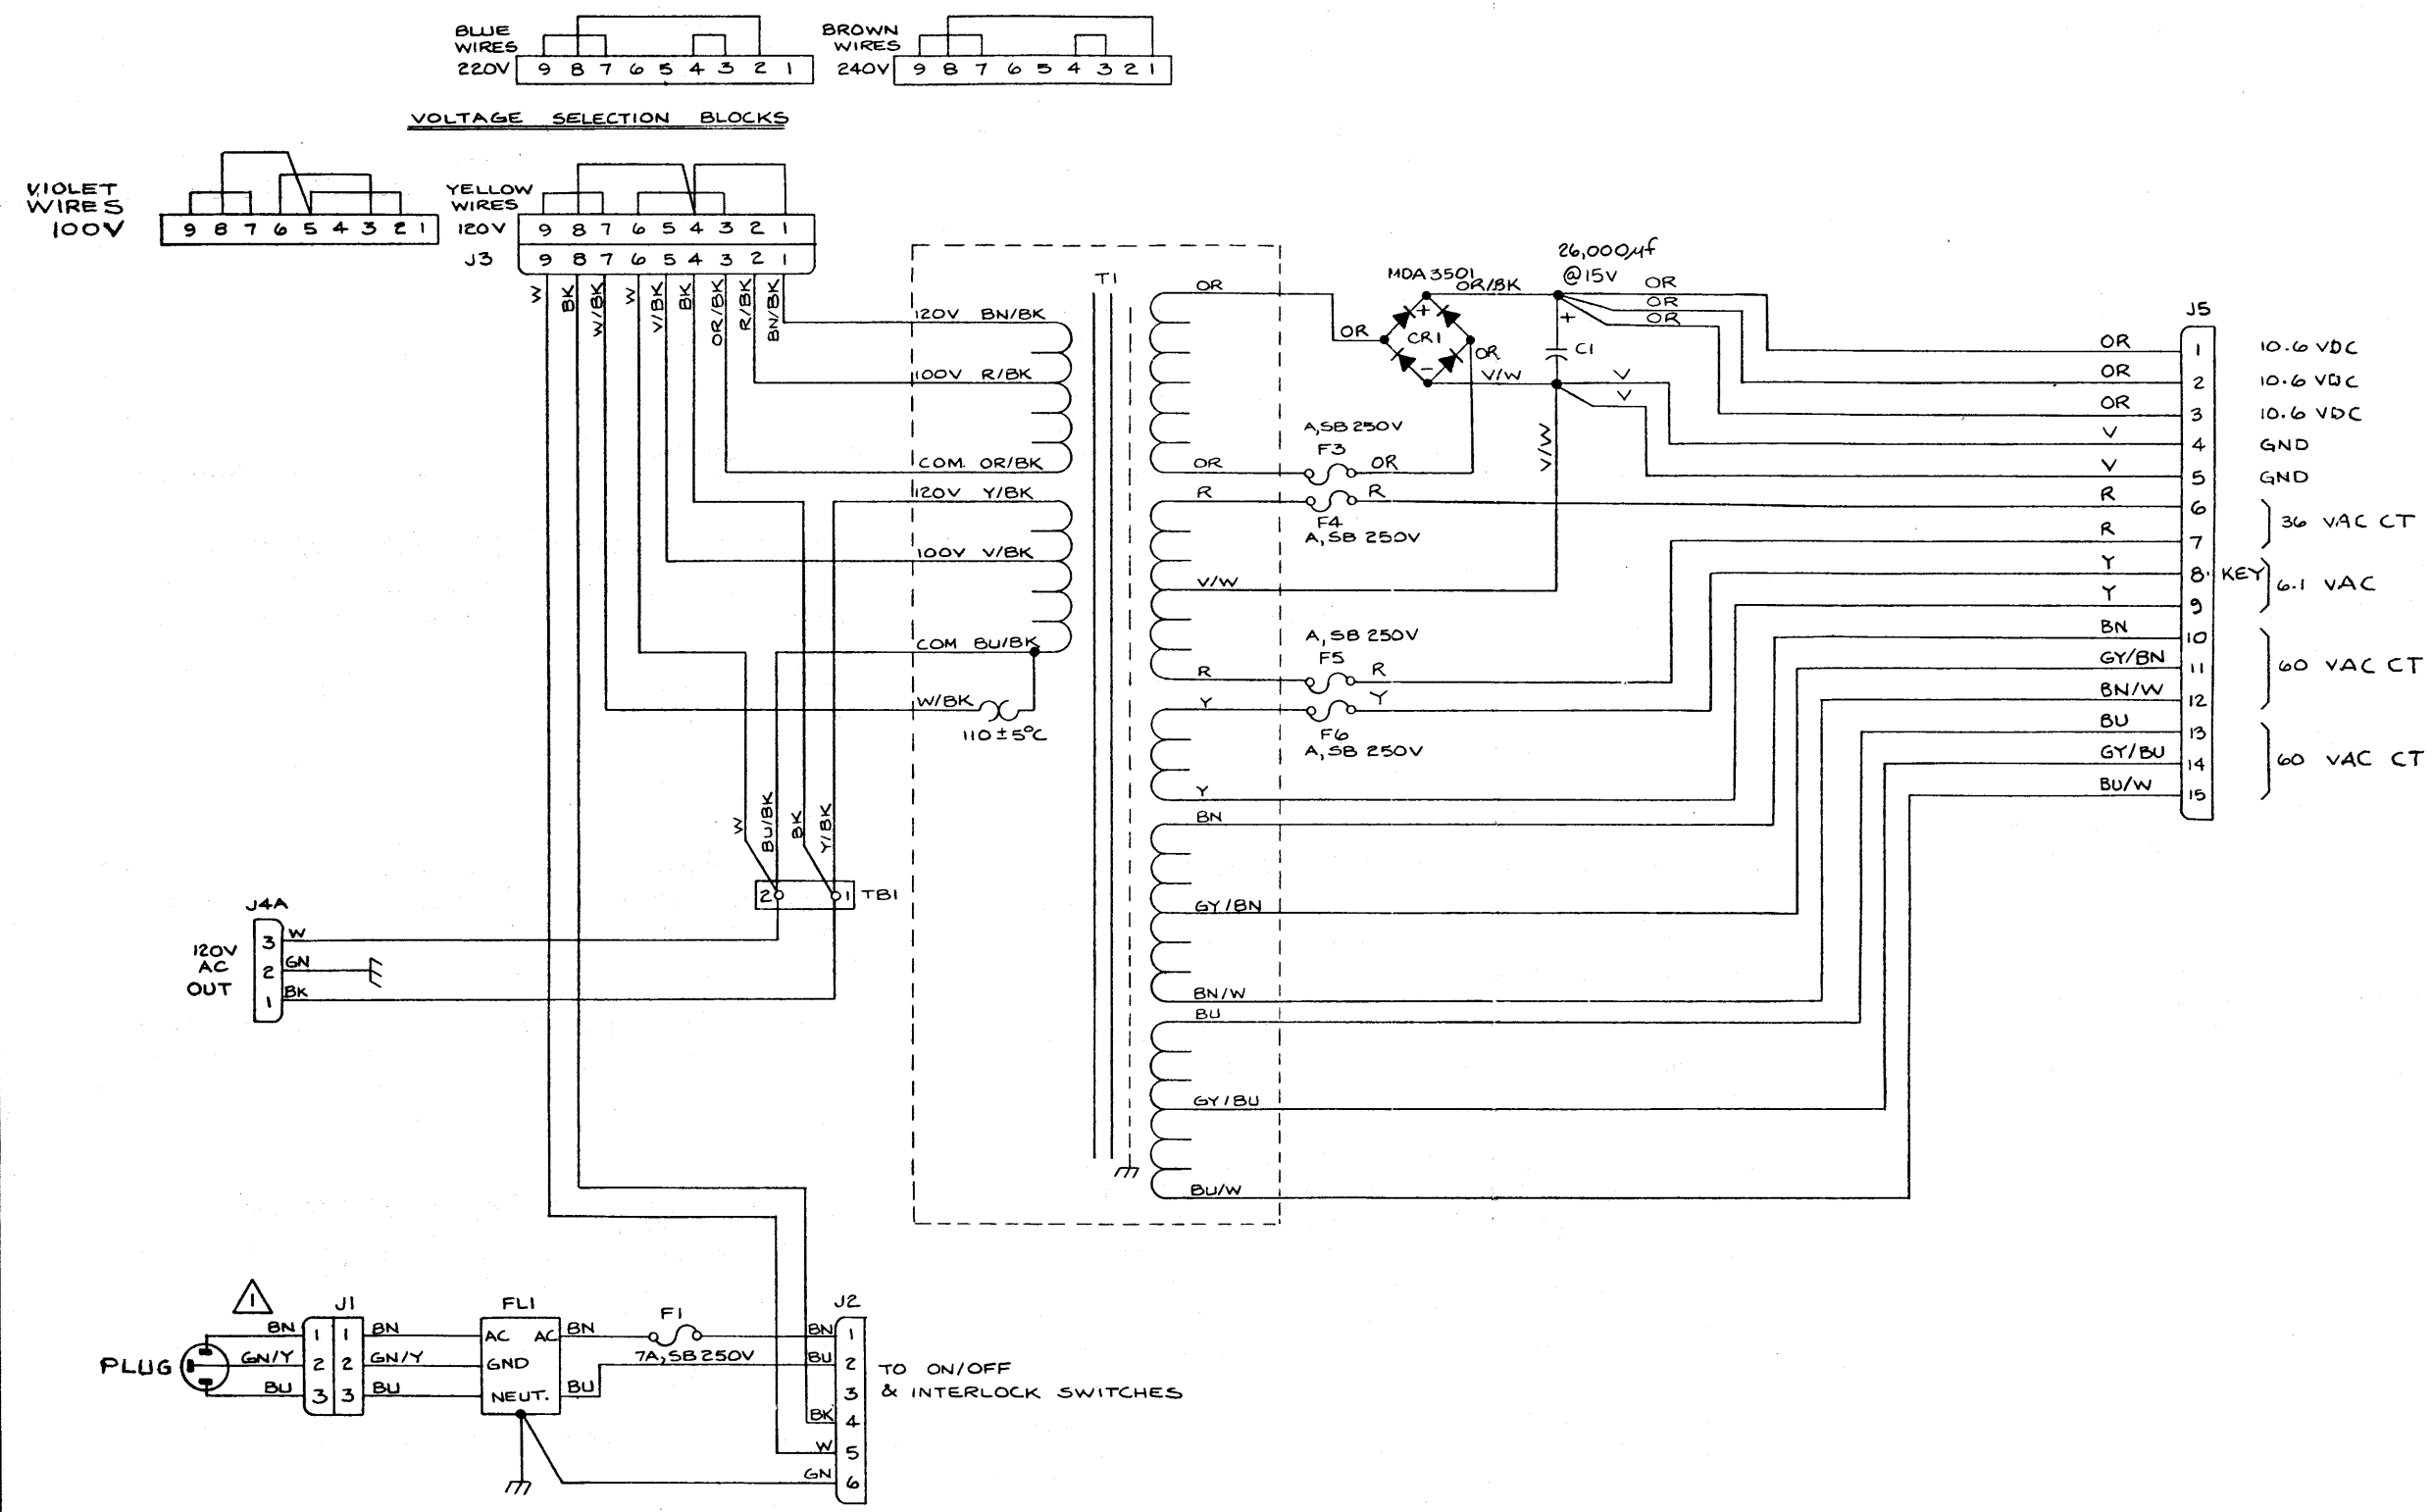 BLUE
WIRES
220V
9 8 7 6 5 4 3 2 1
BROWN
WIRES
240V
9 8 7 6 5 4 3 2 1
VOLTAGE SELECTION BLOCKS
VIOLET
WIRES
100V
9 8 7 6 5 4 3 2 1
YELLOW
WIRES
120V
9 8 7 6 5 4 3 2 1
J3
9 8 7 6 5 4 3 2 1
W
BK
W/BK
W
V/BK
BK
OR/BK
R/BK
BN/BK
T1
120V BN/BK
100V R/BK
COM. OR/BK
120V Y/BK
100V V/BK
COM BU/BK
W/BK
110±5°C
W
BU/BK
BK
Y/BK
2
1
TB1
J4A
120V
AC
OUT
3
W
2
GN
1
BK
OR
OR
R
V/W
R
Y
Y
BN
GY/BN
BN/W
BU
GY/BU
BU/W
MDA 3501
OR/BK
OR
+
CR1
-
OR
V/W
26,000µf
@15V
+
C1
V/W
OR
OR
OR
V
V
A,SB 250V
F3
OR
R
F4
A,SB 250V
A,SB 250V
F5
R
Y
F6
A,SB 250V
J5
OR
1
10.6 VDC
OR
2
10.6 VDC
OR
3
10.6 VDC
V
4
GND
V
5
GND
R
6
36 VAC CT
R
7
Y
8
KEY
6.1 VAC
Y
9
BN
10
GY/BN
11
60 VAC CT
BN/W
12
BU
13
GY/BU
14
60 VAC CT
BU/W
15
1
PLUG
BN
GN/Y
BU
J1
1 1
2 2
3 3
BN
GN/Y
BU
FL1
AC AC
GND
NEUT.
BN
BU
F1
7A,SB250V
J2
BN
1
BU
2
3
BK
4
W
5
GN
6
TO ON/OFF
& INTERLOCK SWITCHES